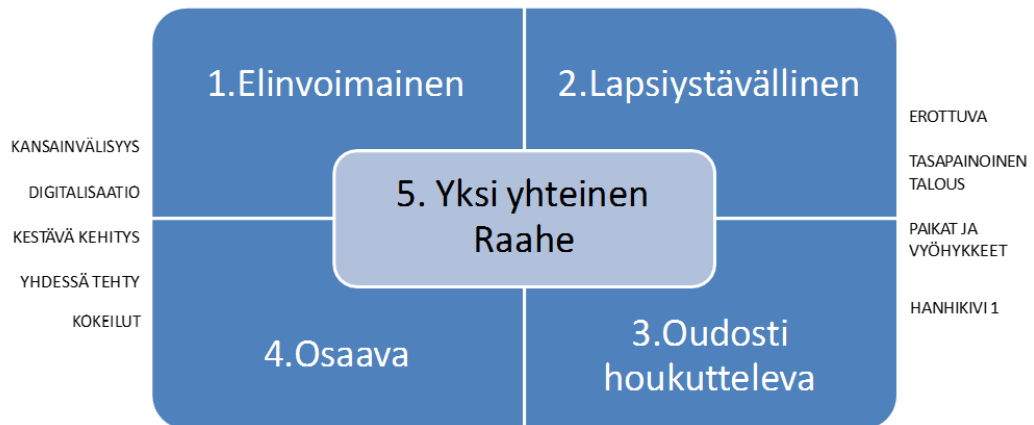 1.Elinvoimainen
2.Lapsiystävällinen
KANSAINVÄLISYYS
DIGITALISAATIO
KESTÄVÄ KEHITYS
YHDESSÄ TEHTY
KOKEILUT
5. Yksi yhteinen
Raahe
EROTTUVA
TASAPAINOINEN
TALOUS
PAIKAT JA
VYÖHYKKEET
HANHIKIVI 1
4.Osaava
3.Oudosti
houkutteleva